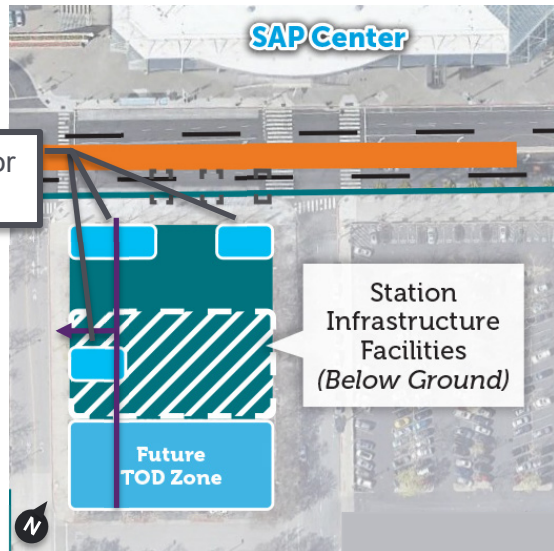 SAP Center
or
Station
Infrastructure
Facilities
(Below Ground)
Future
TOD Zone
N